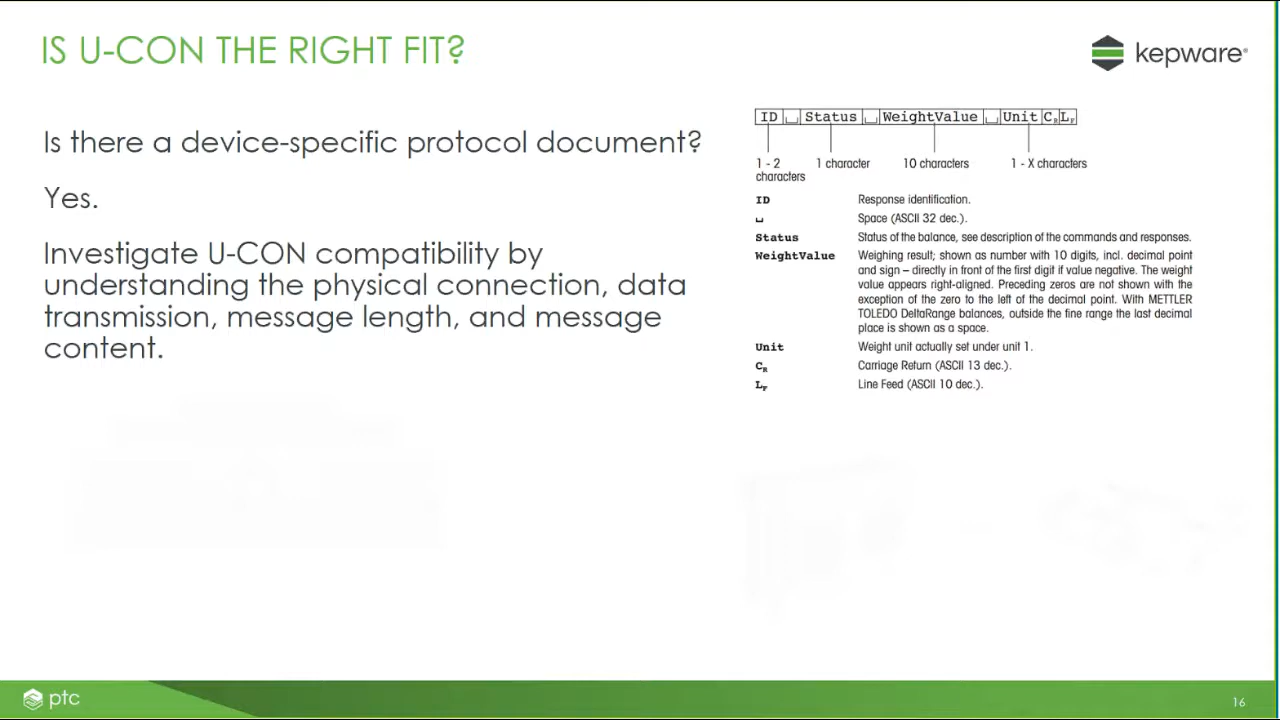 IS U-CON THE RIGHT FIT?
kepware®
Is there a device-specific protocol document?
Yes.
Investigate U-CON compatibility by
understanding the physical connection, data
transmission, message length, and message
content.
ID ␣ Status ␣ WeightValue ␣ Unit CR LF
1 - 2
characters
1 character
10 characters
1 - X characters
ID Response identification.
␣ Space (ASCII 32 dec.).
Status Status of the balance, see description of the commands and responses.
WeightValue Weighing result; shown as number with 10 digits, incl. decimal point
and sign – directly in front of the first digit if value negative. The weight
value appears right-aligned. Preceding zeros are not shown with the
exception of the zero to the left of the decimal point. With METTLER
TOLEDO DeltaRange balances, outside the fine range the last decimal
place is shown as a space.
Unit Weight unit actually set under unit 1.
CR Carriage Return (ASCII 13 dec.).
LF Line Feed (ASCII 10 dec.).
ptc
16